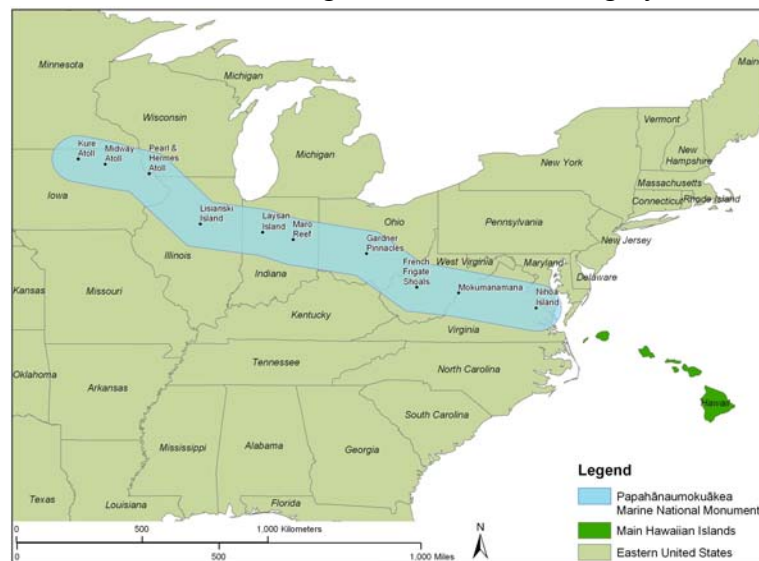 Minnesota
Michigan
Main
Wisconsin
Vermont
New
Hampshire
Michigan
New York
Massachusetts
Connecticut
Rhode Island
Kure
Atoll
Midway
Atoll
Pearl &
Hermes
Atoll
Iowa
Lisianski
Island
Laysan
Island
Maro
Reef
Gardner
Pinnacles
Ohio
Pennsylvania
New Jersey
Illinois
Indiana
French
Frigate
Shoals
West Virginia
Maryland
Delaware
Mokumanamana
Nihoa
Island
Kansas
Missouri
Kentucky
Virginia
Tennessee
North Carolina
Oklahoma
Arkansas
South Carolina
Hawaii
Mississippi
Alabama
Georgia
Texas
Louisiana
Florida
Legend
Papahânaumokuâkea
Marine National Monument
Main Hawaiian Islands
Eastern United States
0 500 1,000 Kilometers
0 500 1,000 Miles
N